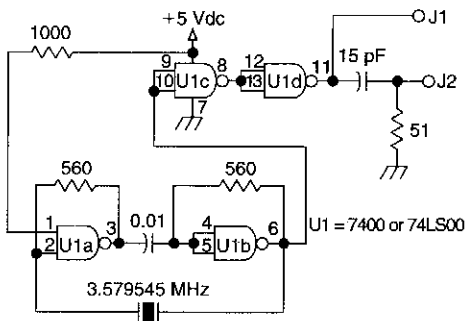 +5 Vdc
1000
J1
15 pF
9
10
U1c
8
12
13
U1d
11
J2
7
51
560
560
0.01
1
2
U1a
3
4
5
U1b
6
U1 = 7400 or 74LS00
3.579545 MHz